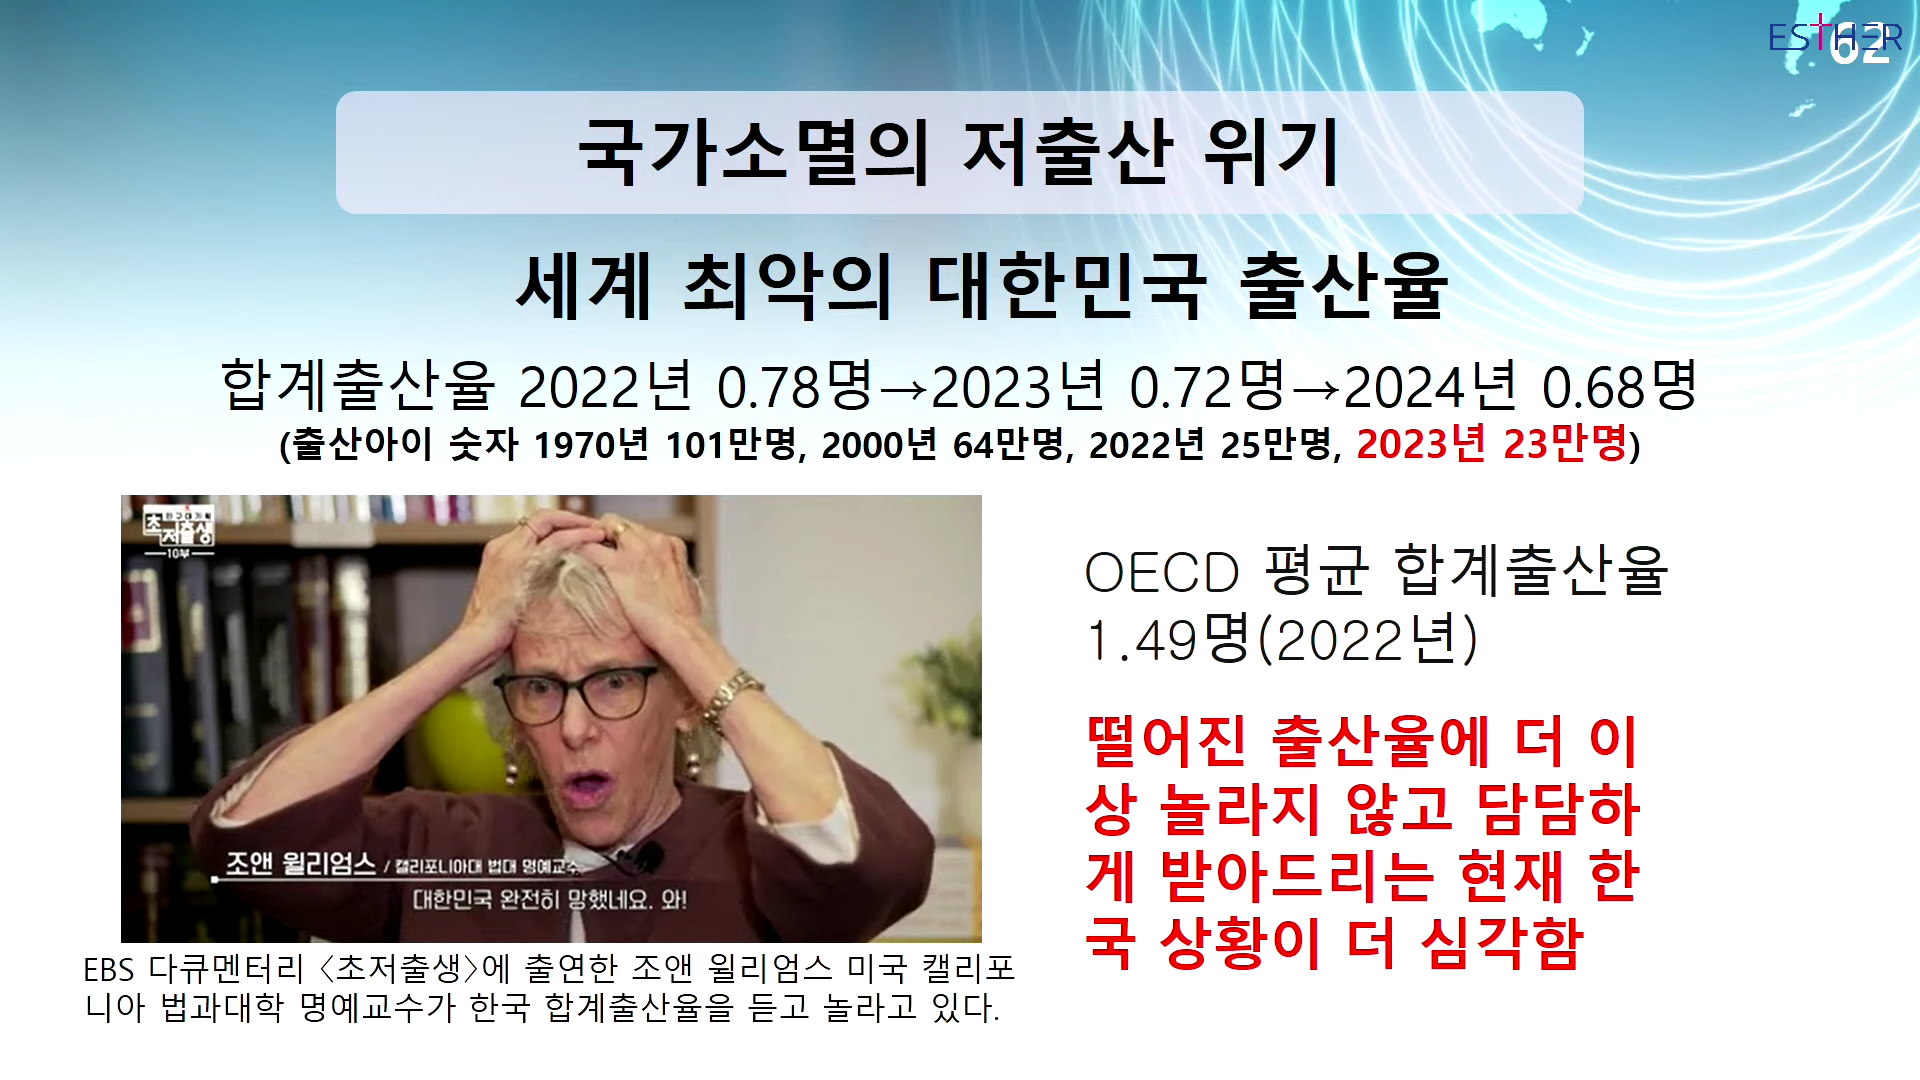 ESTHER
62
국가소멸의 저출산 위기
세계 최악의 대한민국 출산율
합계출산율 2022년 0.78명→2023년 0.72명→2024년 0.68명
(출산아이 숫자 1970년 101만명, 2000년 64만명, 2022년 25만명, 2023년 23만명)
초저출생
10부
조앤 윌리엄스 / 캘리포니아대 법대 명예교수
대한민국 완전히 망했네요. 와!
EBS 다큐멘터리 〈초저출생〉에 출연한 조앤 윌리엄스 미국 캘리포
니아 법과대학 명예교수가 한국 합계출산율을 듣고 놀라고 있다.
OECD 평균 합계출산율
1.49명(2022년)
떨어진 출산율에 더 이
상 놀라지 않고 담담하
게 받아드리는 현재 한
국 상황이 더 심각함